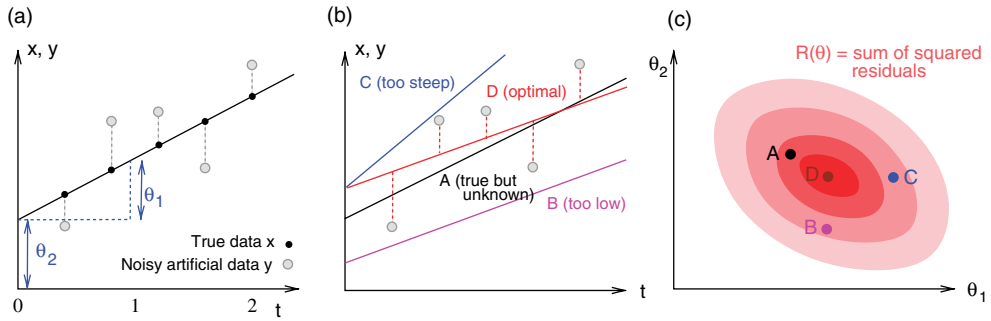 (a)
x, y
θ1
θ2
True data x
Noisy artificial data y
0
1
2
t
(b)
x, y
C (too steep)
D (optimal)
A (true but
unknown)
B (too low)
t
(c)
R(θ) = sum of squared
residuals
θ2
A
D
C
B
θ1